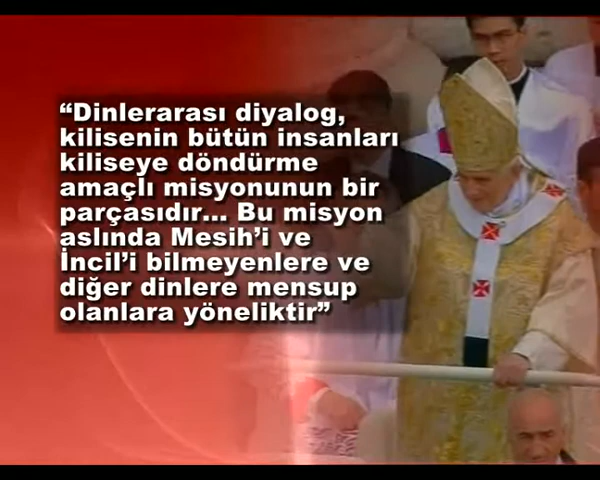 “Dinlerarası diyalog,
kilisenin bütün insanları
kiliseye döndürme
amaçlı misyonunun bir
parçasıdır... Bu misyon
aslında Mesih’i ve
İncil’i bilmeyenlere ve
diğer dinlere mensup
olanlara yöneliktir”